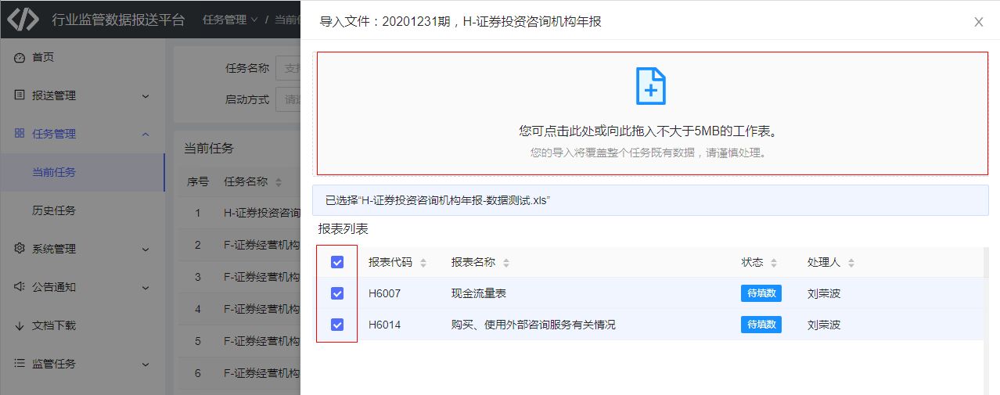 行业监管数据报送平台
任务管理 / 当前
导入文件：20201231期，H-证券投资咨询机构年报
首页
报送管理
任务管理
当前任务
历史任务
系统管理
公告通知
文档下载
监管任务
任务名称 支
启动方式 请
当前任务
序号 任务名称
1 H-证券投资咨询
2 F-证券经营机构
3 F-证券经营机构
4 F-证券经营机构
5 F-证券经营机构
6 F-证券经营机构
您可点击此处或向此拖入不大于5MB的工作表。
您的导入将覆盖整个任务既有数据，请谨慎处理。
已选择“H-证券投资咨询机构年报-数据测试.xls”
报表列表
报表代码 报表名称 状态 处理人
H6007 现金流量表 待填数 刘荣波
H6014 购买、使用外部咨询服务有关情况 待填数 刘荣波